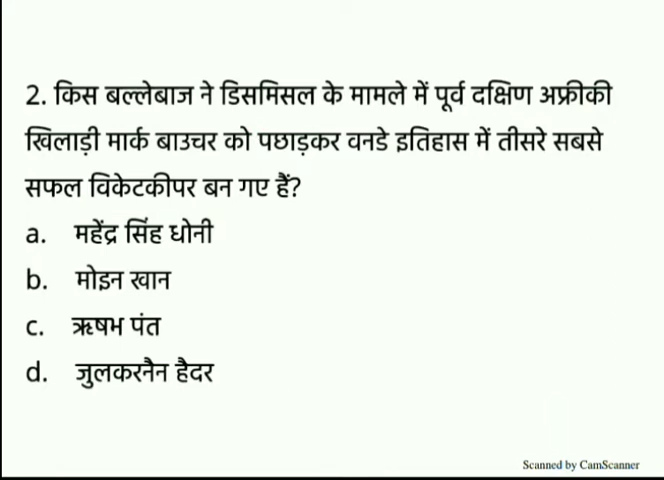 2. किस बल्लेबाज ने डिसमिसल के मामले में पूर्व दक्षिण अफ्रीकी
खिलाड़ी मार्क बाउचर को पछाड़कर वनडे इतिहास में तीसरे सबसे
सफल विकेटकीपर बन गए हैं?
a. महेंद्र सिंह धोनी
b. मोइन खान
c. ऋषभ पंत
d. जुलकरनैन हैदर
Scanned by CamScanner